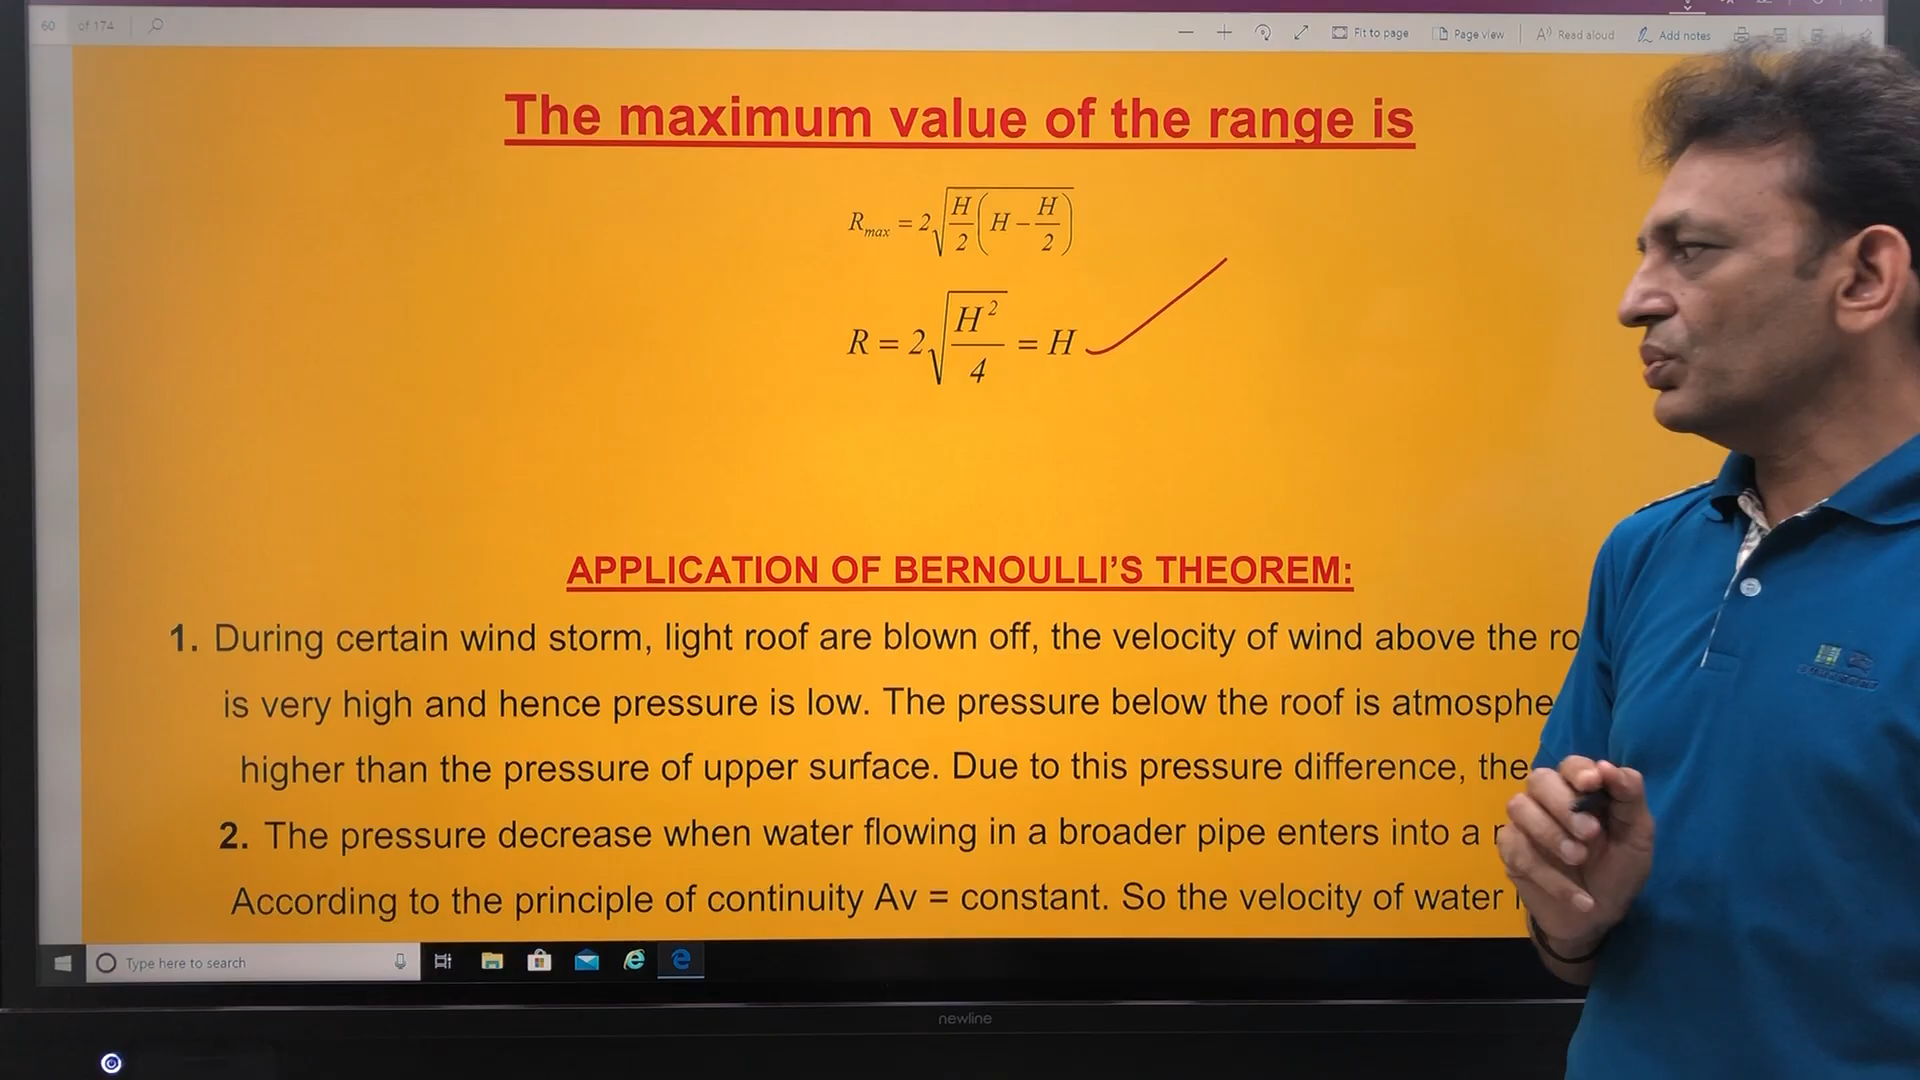 60 of 174
Fit to page Page view Read aloud Add notes
The maximum value of the range is
R_max = 2√(H/2 (H − H/2))
R = 2√(H²/4) = H
APPLICATION OF BERNOULLI'S THEOREM:
1. During certain wind storm, light roof are blown off, the velocity of wind above the
is very high and hence pressure is low. The pressure below the roof is
higher than the pressure of upper surface. Due to this pressure difference, the
2. The pressure decrease when water flowing in a broader pipe enters into a
According to the principle of continuity Av = constant. So the velocity of water
Type here to search
newline